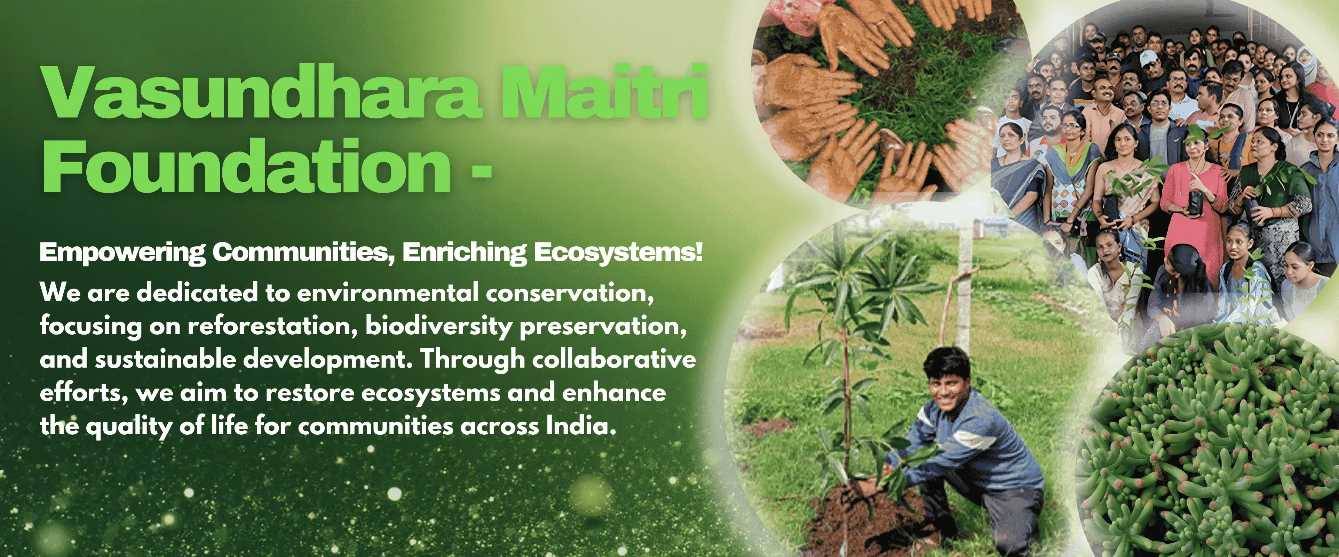 Vasundhara Maitri
Foundation -
Empowering Communities, Enriching Ecosystems!
We are dedicated to environmental conservation,
focusing on reforestation, biodiversity preservation,
and sustainable development. Through collaborative
efforts, we aim to restore ecosystems and enhance
the quality of life for communities across India.